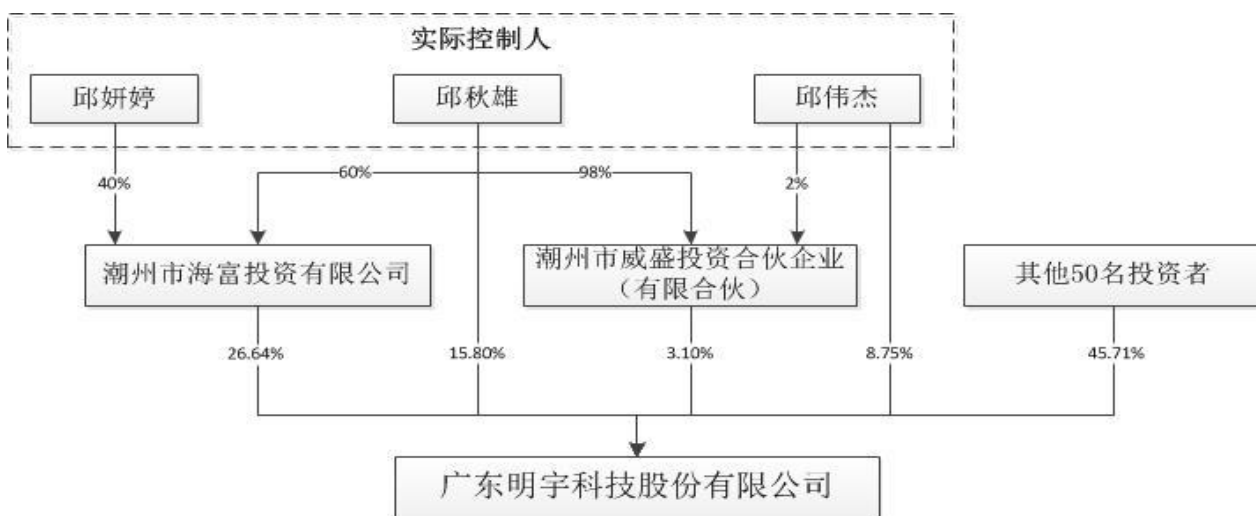 实际控制人
邱妍婷
邱秋雄
邱伟杰
40%
60%
98%
2%
潮州市海富投资有限公司
潮州市威盛投资合伙企业
（有限合伙）
其他50名投资者
26.64%
15.80%
3.10%
8.75%
45.71%
广东明宇科技股份有限公司